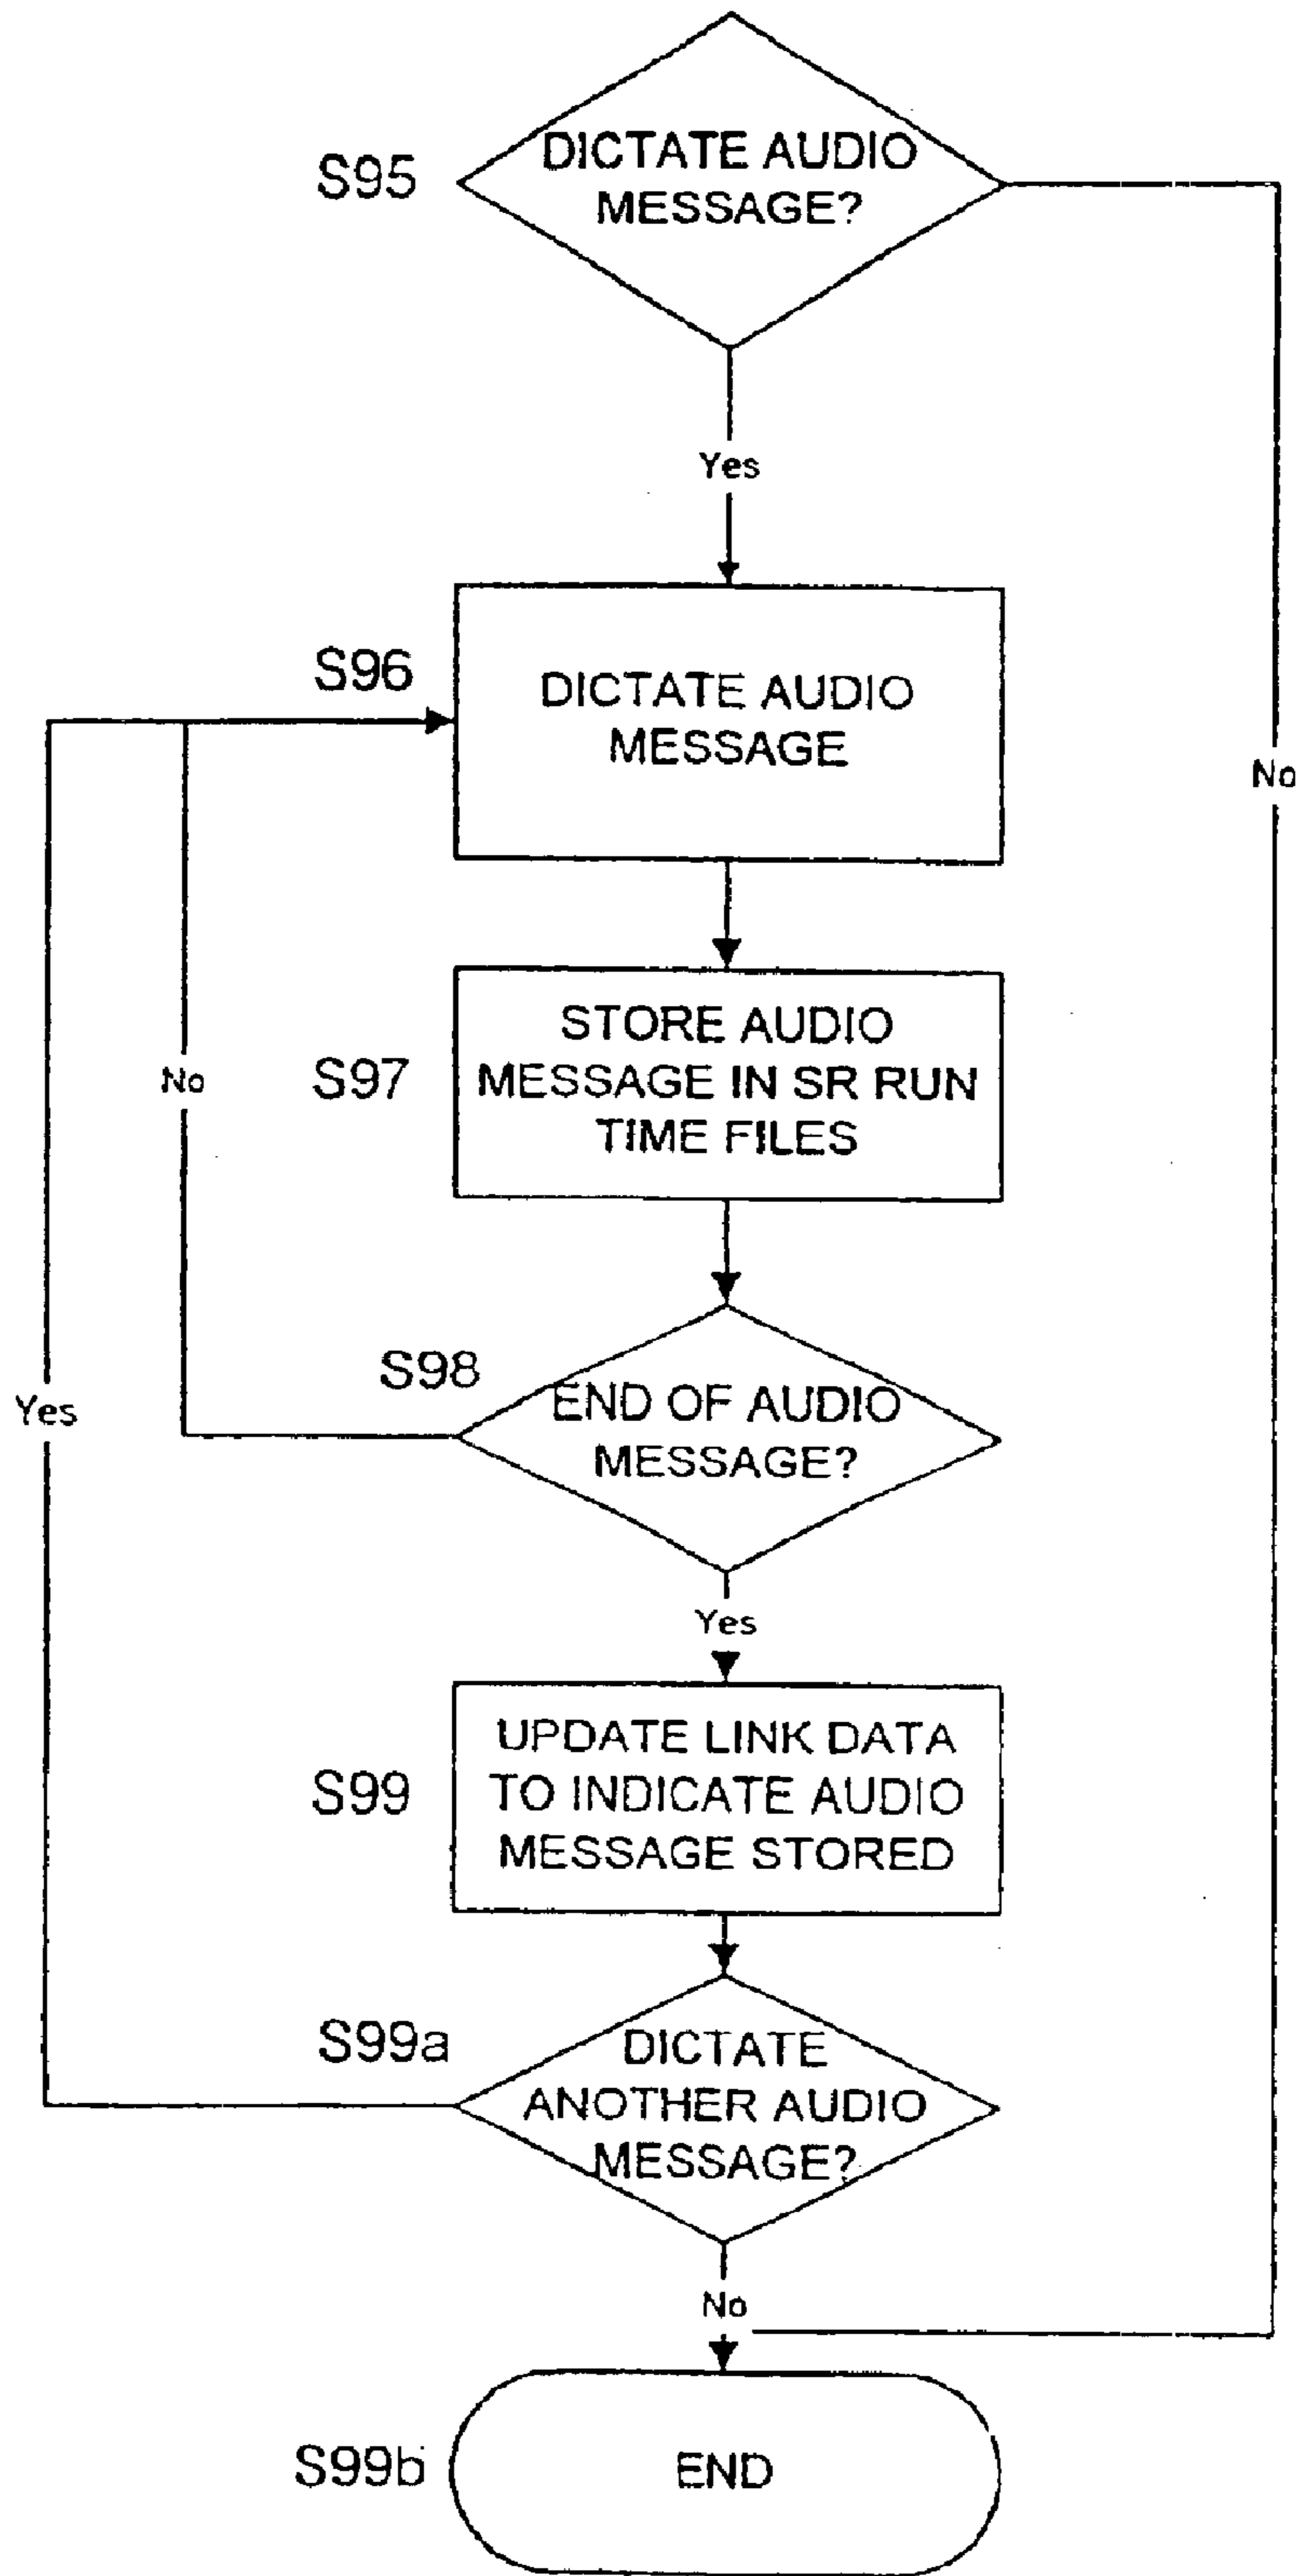 S95
DICTATE AUDIO
MESSAGE?
Yes
No
S96
DICTATE AUDIO
MESSAGE
S97
STORE AUDIO
MESSAGE IN SR RUN
TIME FILES
No
S98
END OF AUDIO
MESSAGE?
Yes
Yes
S99
UPDATE LINK DATA
TO INDICATE AUDIO
MESSAGE STORED
S99a
DICTATE
ANOTHER AUDIO
MESSAGE?
No
S99b
END